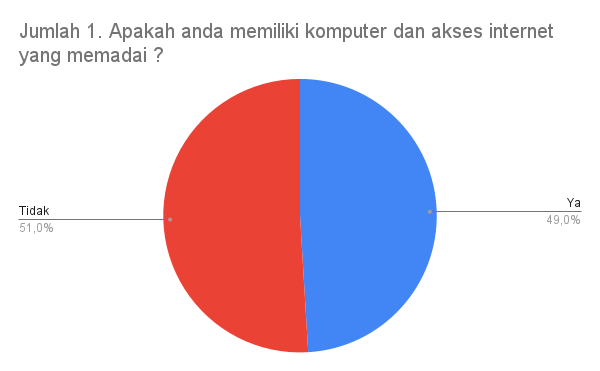 Jumlah 1. Apakah anda memiliki komputer dan akses internet
yang memadai ?
Tidak
51,0%
Ya
49,0%